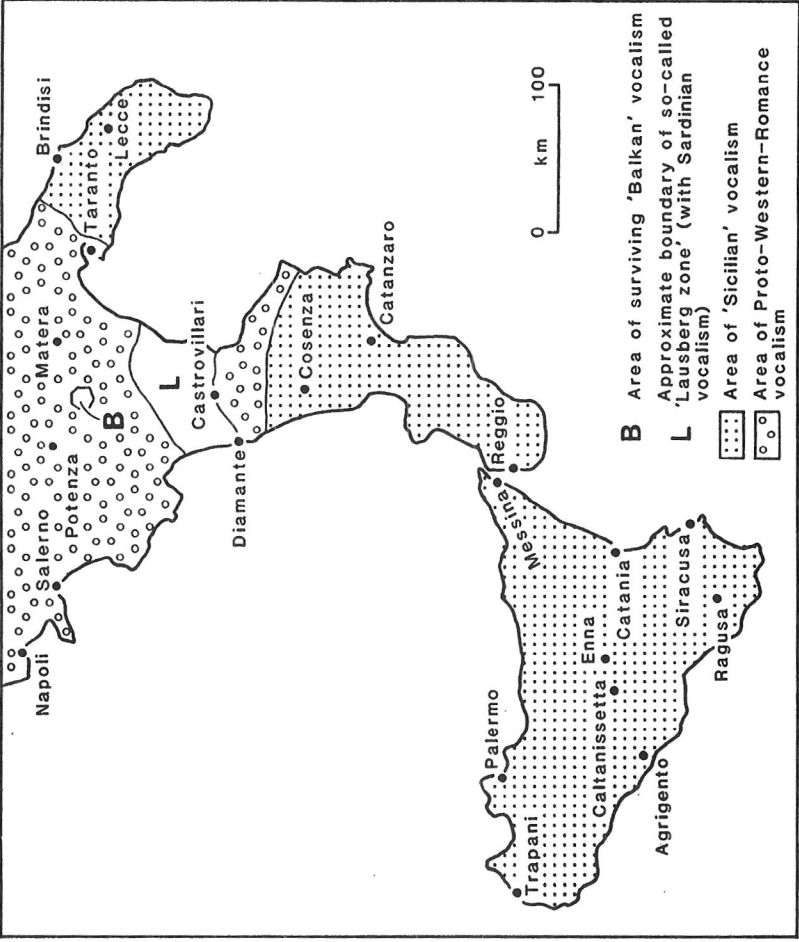 Napoli
Salerno
Potenza
Matera
Taranto
Brindisi
Lecce
B
L
Castrovillari
Diamante
Cosenza
Catanzaro
Reggio
Messina
Palermo
Trapani
Enna
Caltanissetta
Catania
Agrigento
Siracusa
Ragusa
0 km 100
B Area of surviving 'Balkan' vocalism
L Approximate boundary of so-called
'Lausberg zone' (with Sardinian
vocalism)
Area of 'Sicilian' vocalism
Area of Proto-Western-Romance
vocalism